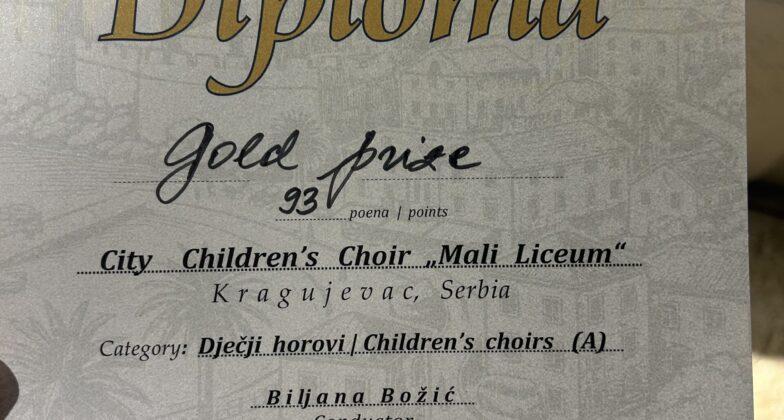 Diploma
Gold prize
93 poena | points
City Children's Choir „Mali Liceum“
Kragujevac, Serbia
Category: Dječji horovi | Children's choirs (A)
Biljana Božić
Conductor